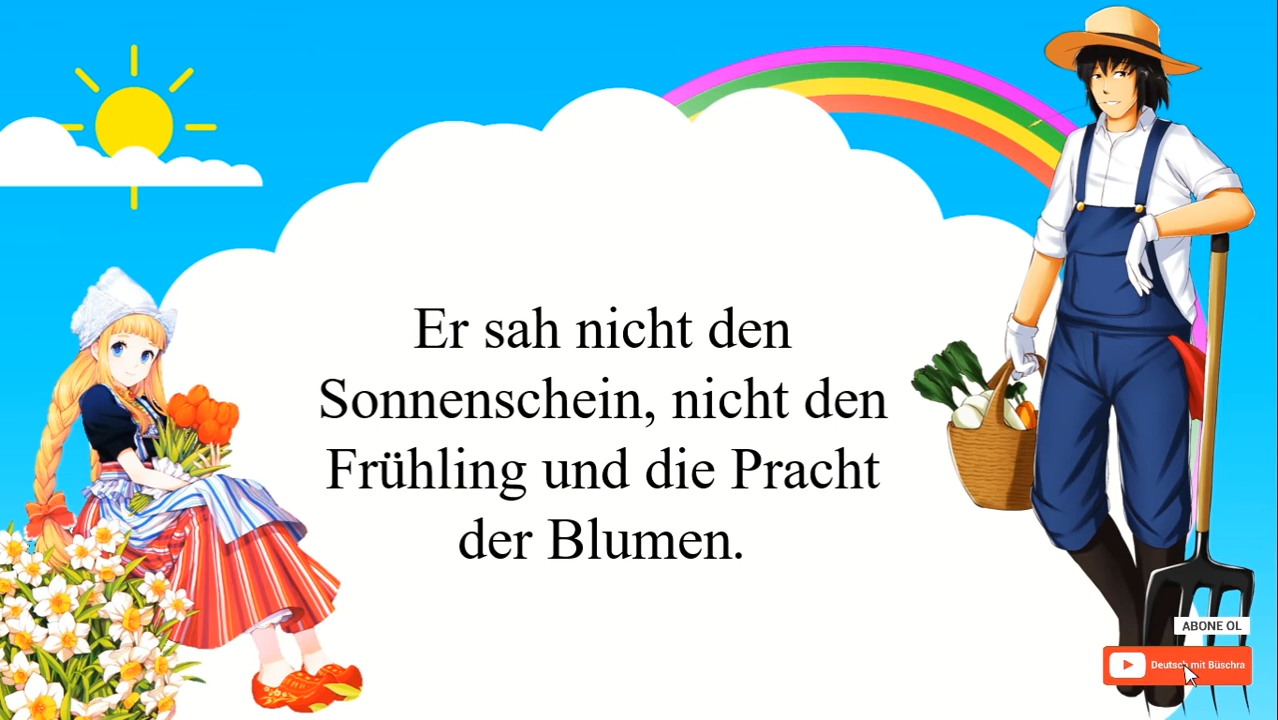 Er sah nicht den
Sonnenschein, nicht den
Frühling und die Pracht
der Blumen.
ABONE OL
Deutsch mit Büschra